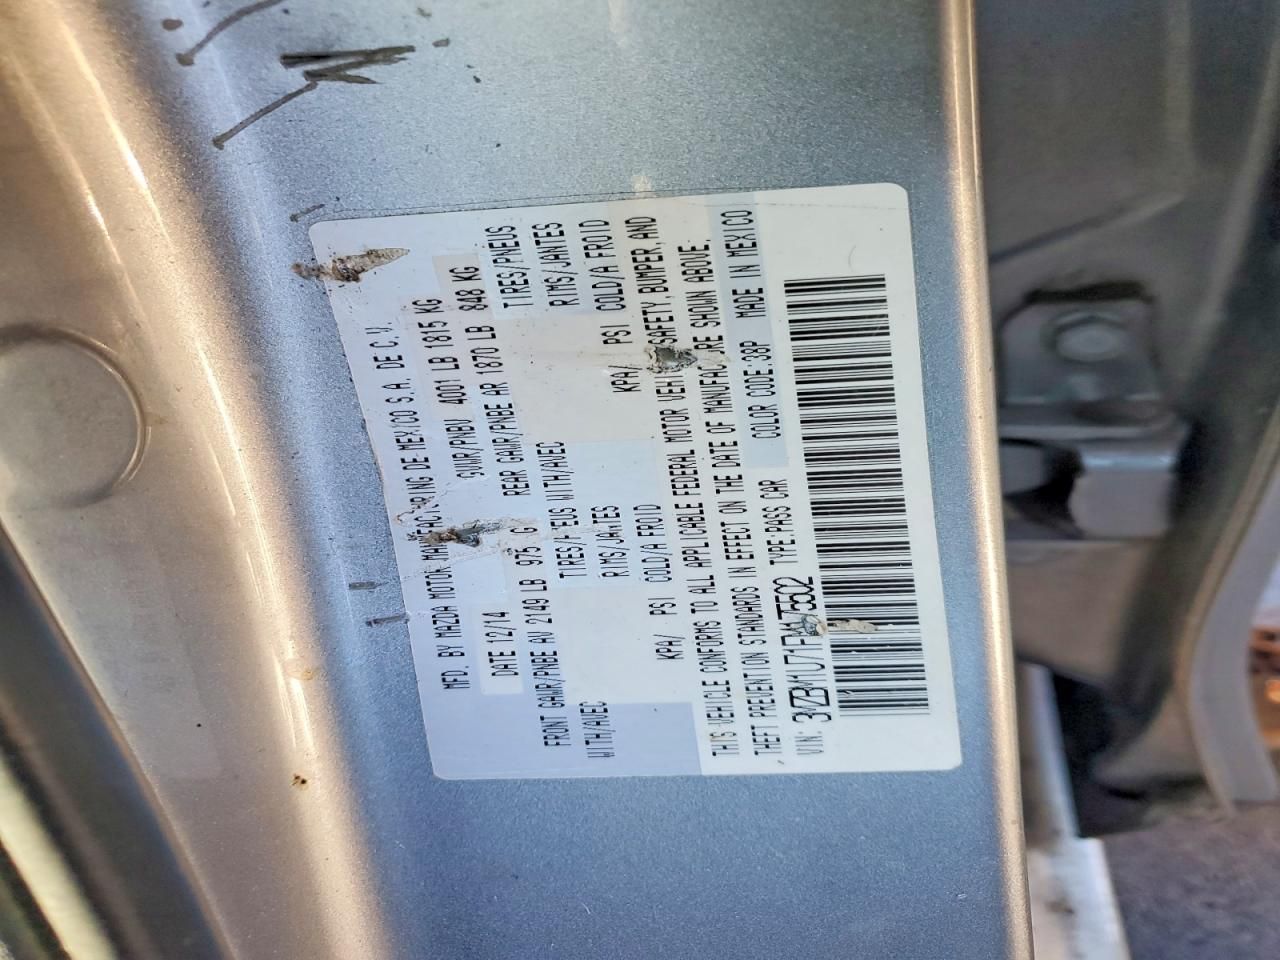 MFD. BY MAZDA MOTOR MANUFACTURING DE MEXICO S.A. DE C.V.
DATE 12/14 GVWR/PNBV 4001 LB 1815 KG
FRONT GAWR/PNBE AV 2149 LB 975 G REAR GAWR/PNBE AR 1870 LB 848 KG
WITH/AVEC TIRES/PNEUS WITH/AVEC TIRES/PNEUS
RIMS/JANTES RIMS/JANTES
KPA/ PSI COLD/A FROID KPA/ PSI COLD/A FROID
THIS VEHICLE CONFORMS TO ALL APPLICABLE FEDERAL MOTOR VEHIC SAFETY, BUMPER, AND
THEFT PREVENTION STANDARDS IN EFFECT ON THE DATE OF MANUFAC RE SHOWN ABOVE.
VIN: TYPE:PASS CAR COLOR CODE:38P MADE IN MEXICO